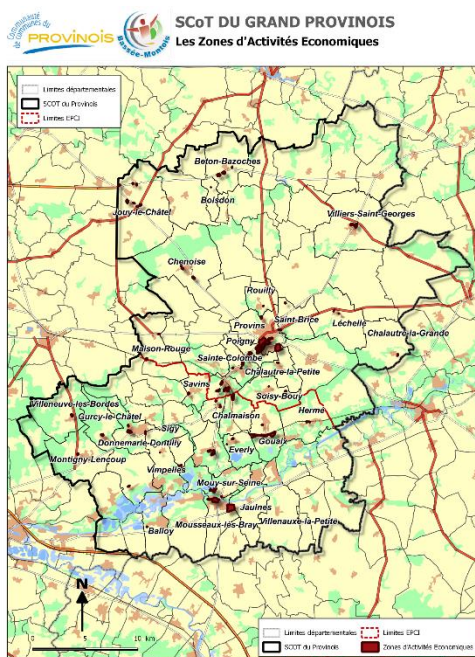 Communauté
de communes du
PROVINOIS
Bassée-Montois
SCoT DU GRAND PROVINOIS
Les Zones d'Activités Economiques
Limites départementales
SCOT du Provinois
Limites EPCI
Beton-Bazoches
Boisdon
Jouy-le-Châtel
Villiers-Saint-Georges
Chenoise
Rouilly
Saint-Brice
Provins
Léchelle
Poigny
Chalautre-la-Grande
Maison-Rouge
Sainte-Colombe
Chalautre-la-Petite
Savins
Soisy-Bouy
Villeneuve-les-Bordes
Hermé
Gurcy-le-Châtel
Chalmaison
Sigy
Donnemarie-Dontilly
Gouaix
Everly
Montigny-Lencoup
Vimpelles
Mouy-sur-Seine
Jaulnes
Mousseaux-lès-Bray
Villenauxe-la-Petite
Balloy
N
0 5 10 km
Limites départementales
Limites EPCI
SCOT du Provinois
Zones d'Activités Economiques